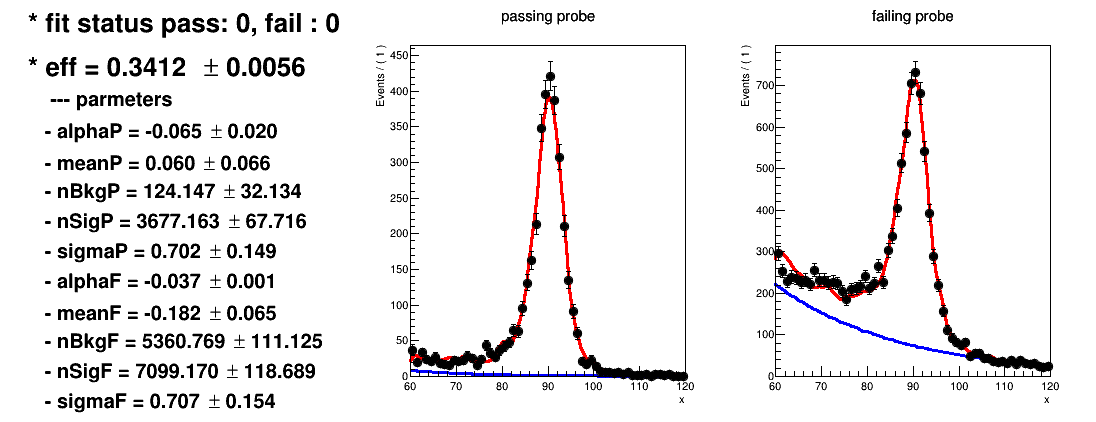 * fit status pass: 0, fail : 0
* eff = 0.3412 ± 0.0056
--- parmeters
- alphaP = -0.065 ± 0.020
- meanP = 0.060 ± 0.066
- nBkgP = 124.147 ± 32.134
- nSigP = 3677.163 ± 67.716
- sigmaP = 0.702 ± 0.149
- alphaF = -0.037 ± 0.001
- meanF = -0.182 ± 0.065
- nBkgF = 5360.769 ± 111.125
- nSigF = 7099.170 ± 118.689
- sigmaF = 0.707 ± 0.154
passing probe
Events / ( 1 )
450
400
350
300
250
200
150
100
50
0
60 70 80 90 100 110 120
x
failing probe
Events / ( 1 )
700
600
500
400
300
200
100
0
60 70 80 90 100 110 120
x